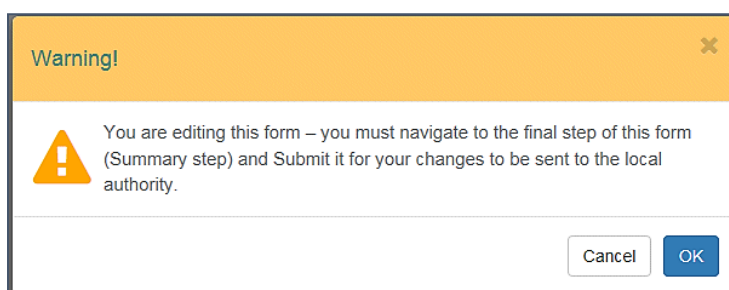 Warning!
You are editing this form – you must navigate to the final step of this form
(Summary step) and Submit it for your changes to be sent to the local
authority.
Cancel
OK